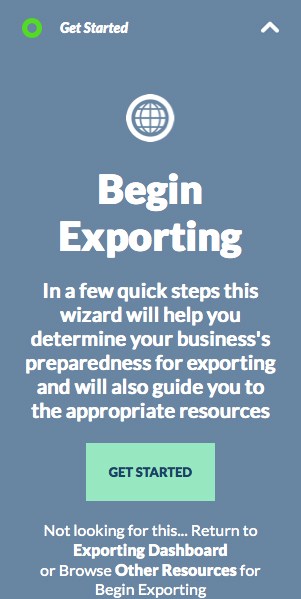 Get Started
Begin
Exporting
In a few quick steps this
wizard will help you
determine your business's
preparedness for exporting
and will also guide you to
the appropriate resources
GET STARTED
Not looking for this... Return to
Exporting Dashboard
or Browse Other Resources for
Begin Exporting